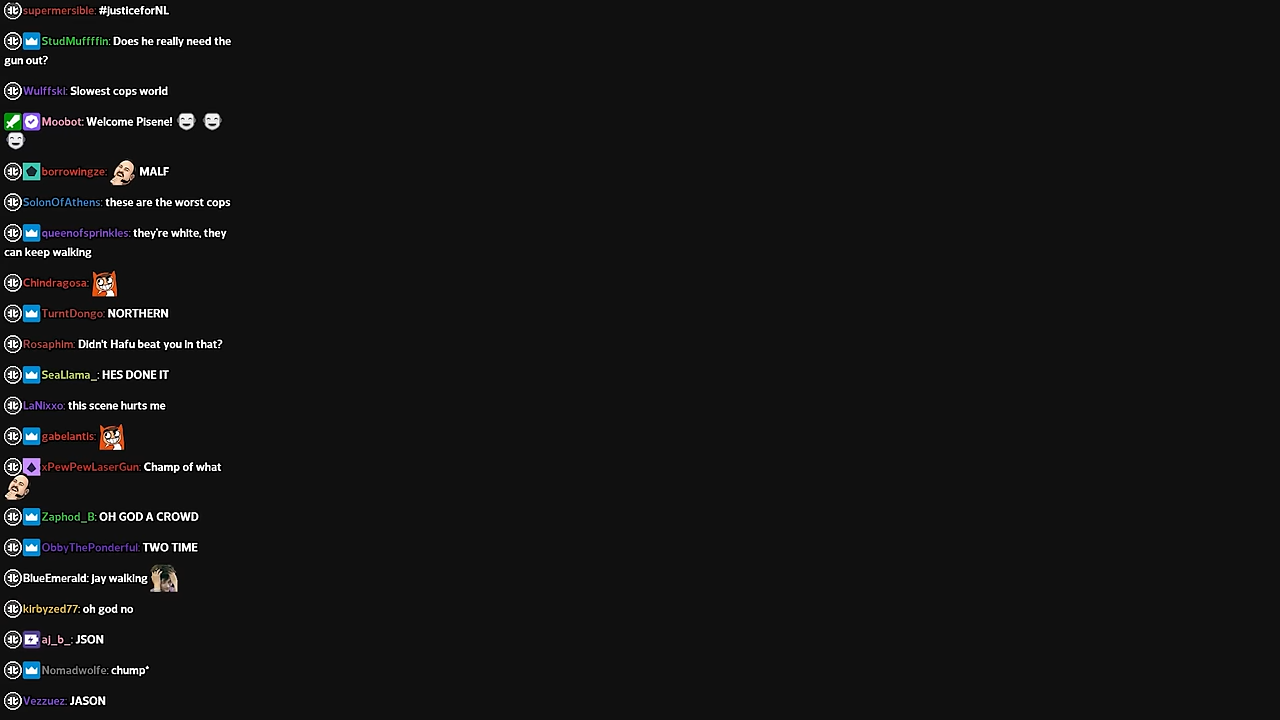 supermersible: #justiceforNL
StudMuffffin: Does he really need the
gun out?
Wulffski: Slowest cops world
Moobot: Welcome Pisene!
borrowingze: MALF
SolonOfAthens: these are the worst cops
queenofsprinkles: they're white, they
can keep walking
Chindragosa:
TurntDongo: NORTHERN
Rosaphim: Didn't Hafu beat you in that?
SeaLlama_: HES DONE IT
LaNixxo: this scene hurts me
gabelantis:
xPewPewLaserGun: Champ of what
Zaphod_B: OH GOD A CROWD
ObbyThePonderful: TWO TIME
BlueEmerald: jay walking
kirbyzed77: oh god no
aj_b_: JSON
Nomadwolfe: chump*
Vezzuez: JASON